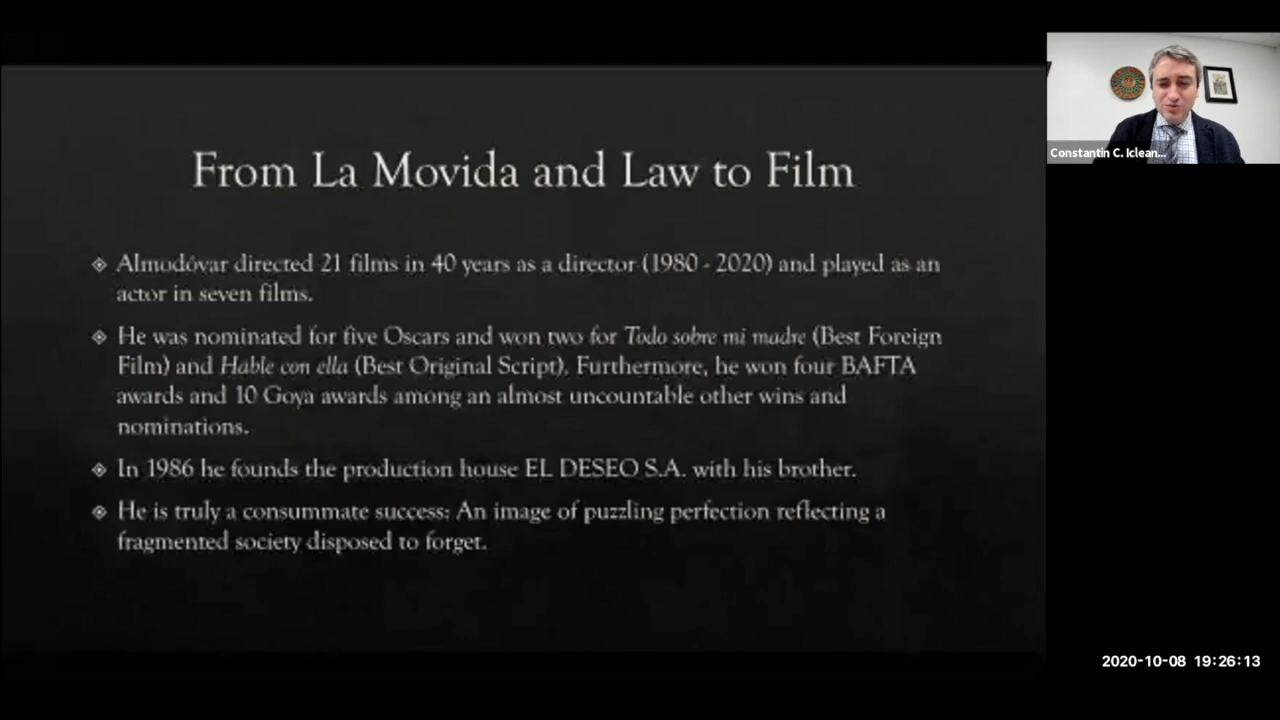 From La Movida and Law to Film
Almodóvar directed 21 films in 40 years as a director (1980 - 2020) and played as an
actor in seven films.
He was nominated for five Oscars and won two for Todo sobre mi madre (Best Foreign
Film) and Hable con ella (Best Original Script). Furthermore, he won four BAFTA
awards and 10 Goya awards among an almost uncountable other wins and
nominations.
In 1986 he founds the production house EL DESEO S.A. with his brother.
He is truly a consummate success: An image of puzzling perfection reflecting a
fragmented society disposed to forget.
Constantin C. Iclean...
2020-10-08 19:26:13